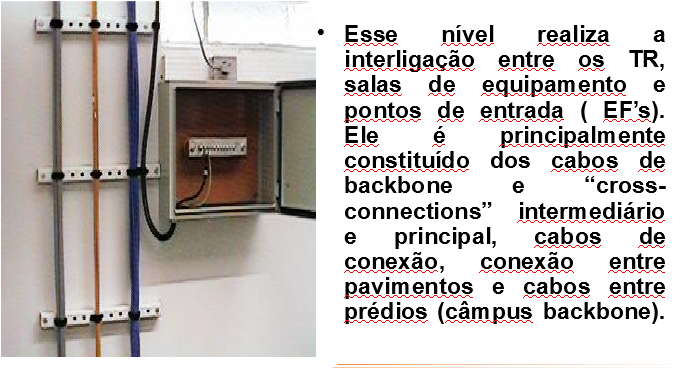 • Esse nível realiza a
interligação entre os TR,
salas de equipamento e
pontos de entrada ( EF’s).
Ele é principalmente
constituído dos cabos de
backbone e “cross-
connections” intermediário
e principal, cabos de
conexão, conexão entre
pavimentos e cabos entre
prédios (câmpus backbone).